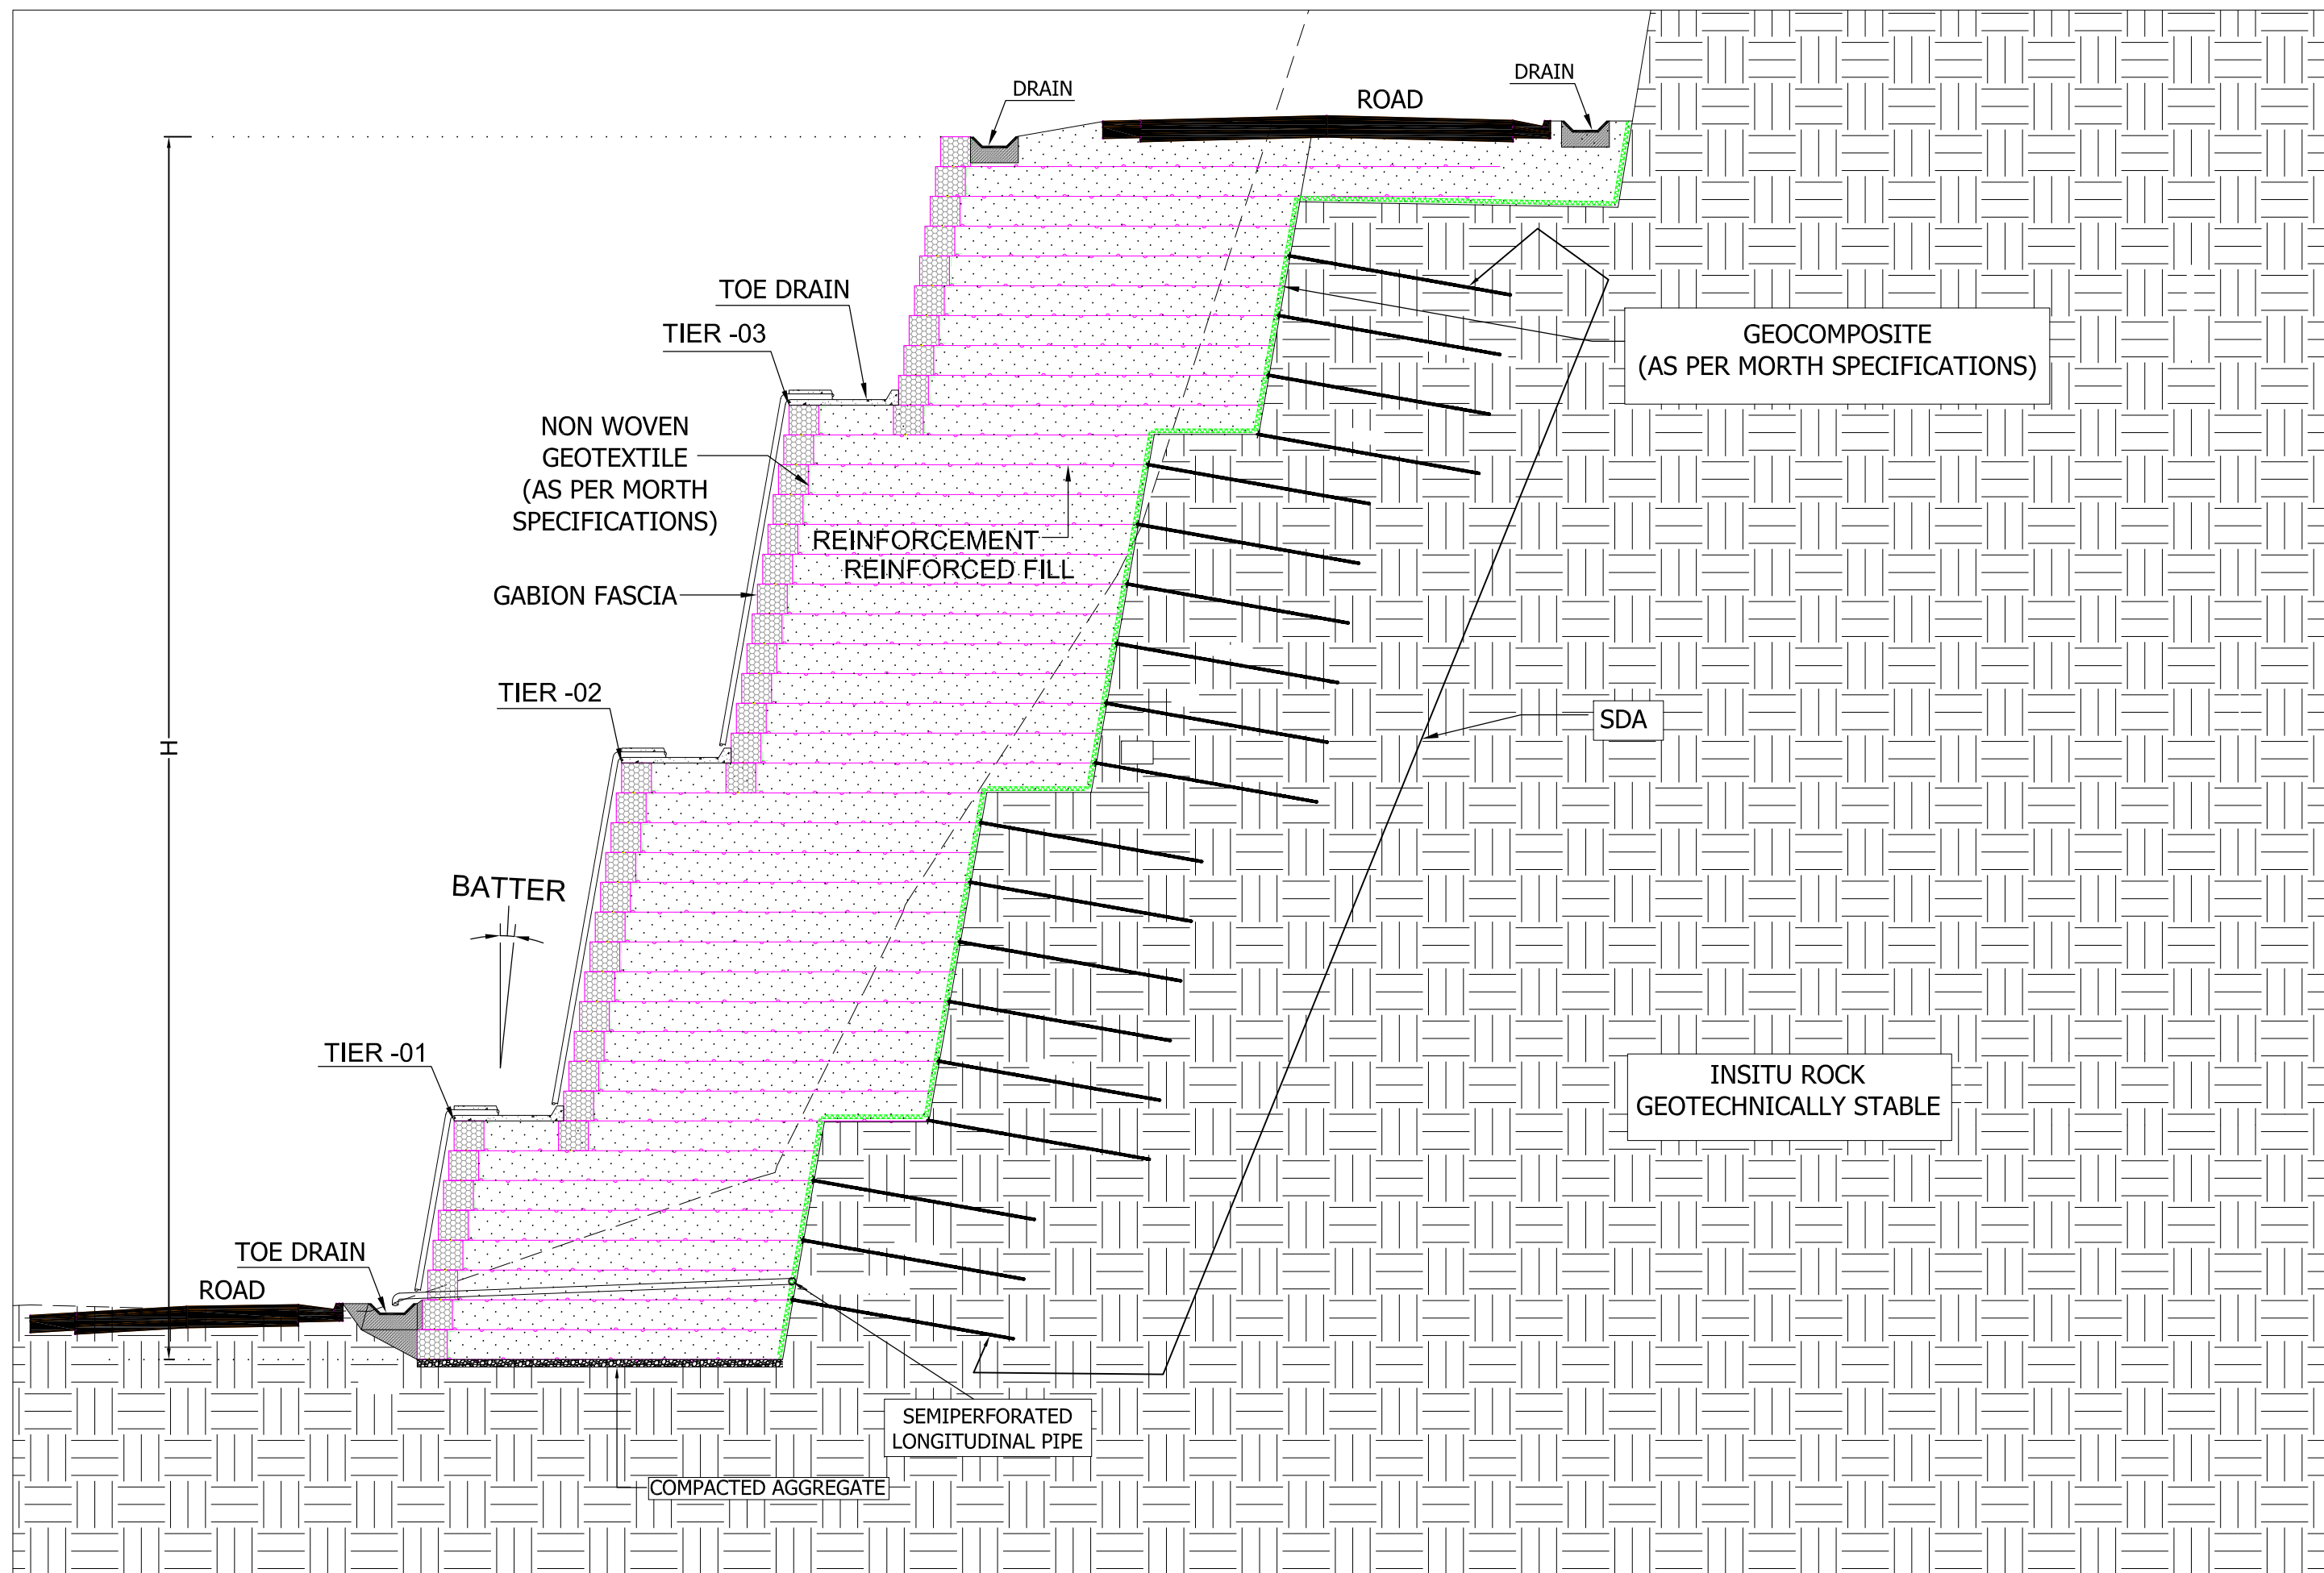 DRAIN
ROAD
DRAIN
TOE DRAIN
TIER -03
GEOCOMPOSITE
(AS PER MORTH SPECIFICATIONS)
NON WOVEN
GEOTEXTILE
(AS PER MORTH
SPECIFICATIONS)
REINFORCEMENT
REINFORCED FILL
GABION FASCIA
TIER -02
SDA
H
BATTER
TIER -01
INSITU ROCK
GEOTECHNICALLY STABLE
TOE DRAIN
ROAD
SEMIPERFORATED
LONGITUDINAL PIPE
COMPACTED AGGREGATE